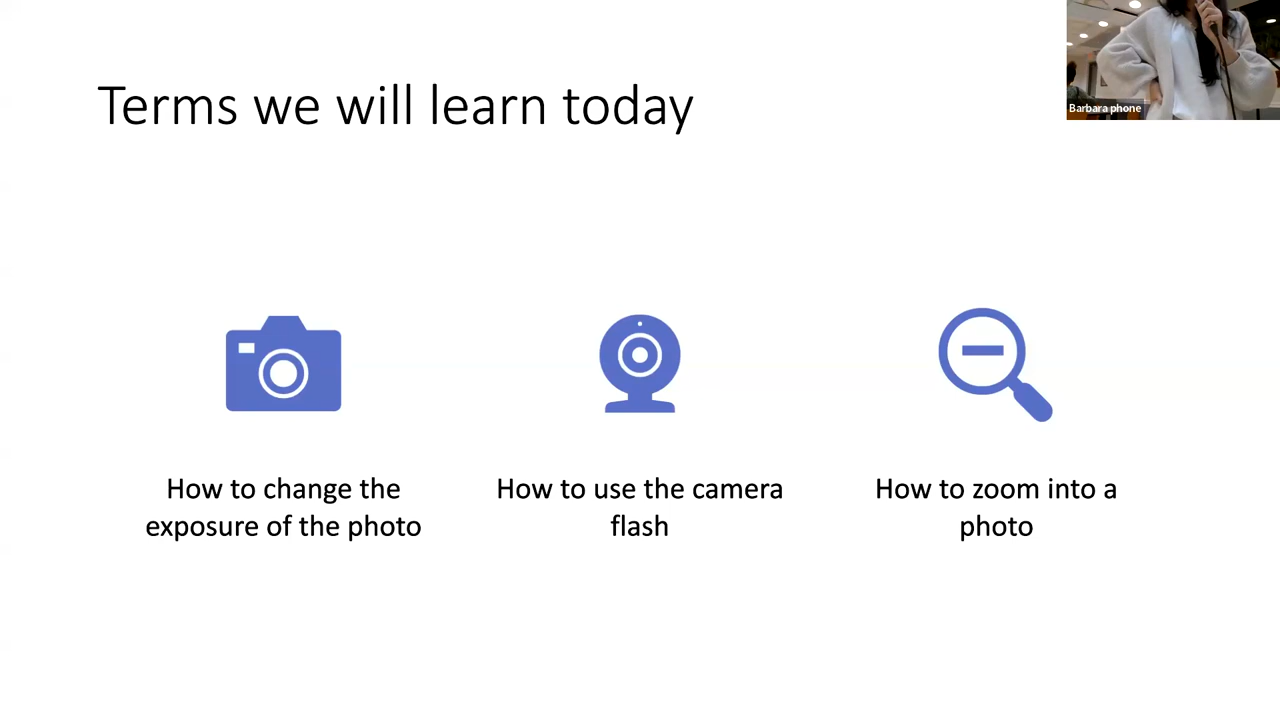 Terms we will learn today
Barbara phone
How to change the
exposure of the photo
How to use the camera
flash
How to zoom into a
photo